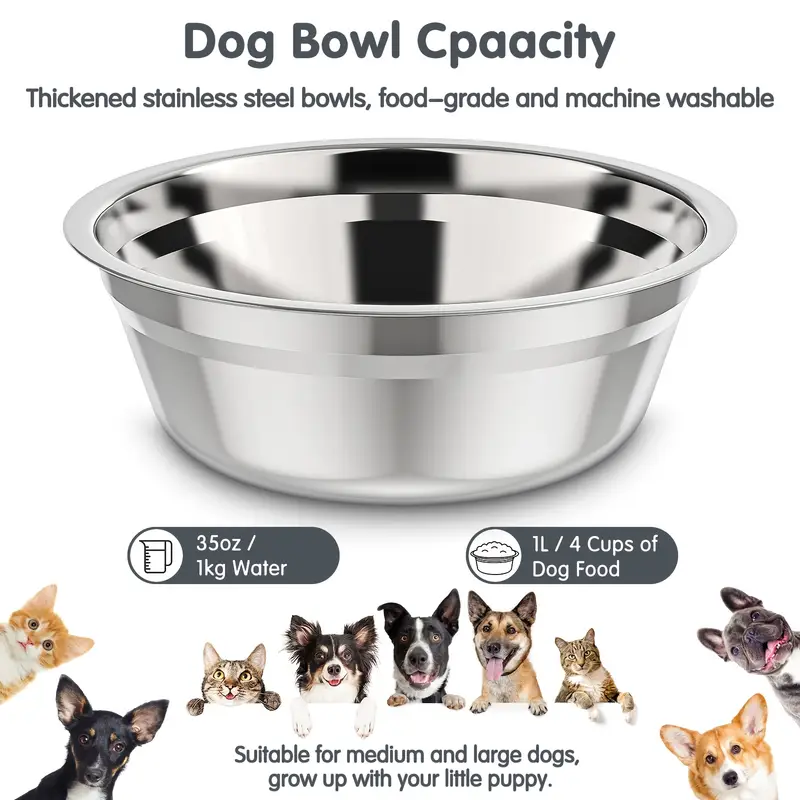 Dog Bowl Cpaacity
Thickened stainless steel bowls, food-grade and machine washable
35oz /
1kg Water
1L / 4 Cups of
Dog Food
Suitable for medium and large dogs,
grow up with your little puppy.